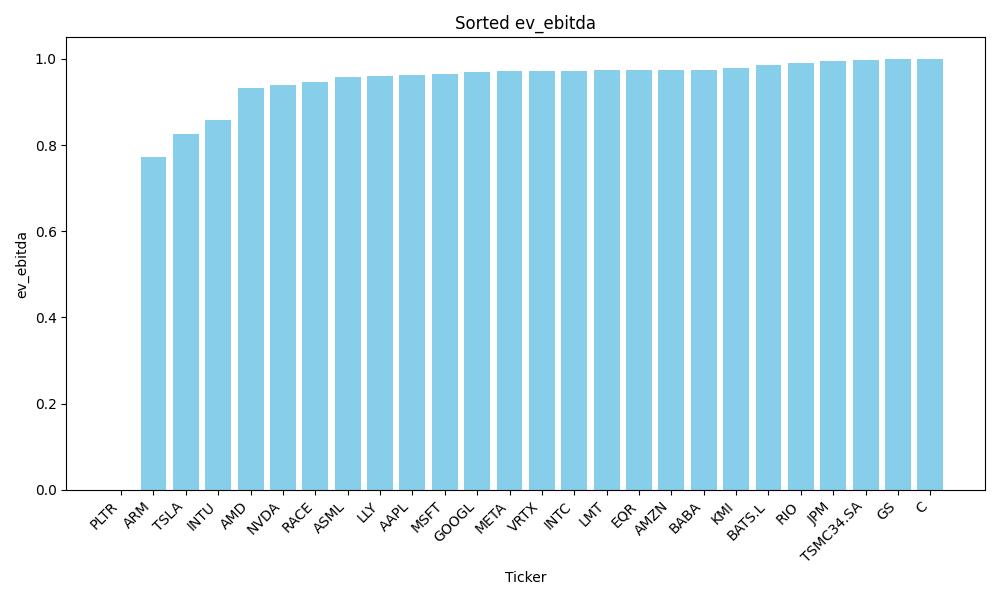 Sorted ev_ebitda
ev_ebitda
1.0
0.8
0.6
0.4
0.2
0.0
PLTR
ARM
TSLA
INTU
AMD
NVDA
RACE
ASML
LLY
AAPL
MSFT
GOOGL
META
VRTX
INTC
LMT
EQR
AMZN
BABA
KMI
BATS.L
RIO
JPM
TSMC34.SA
GS
C
Ticker